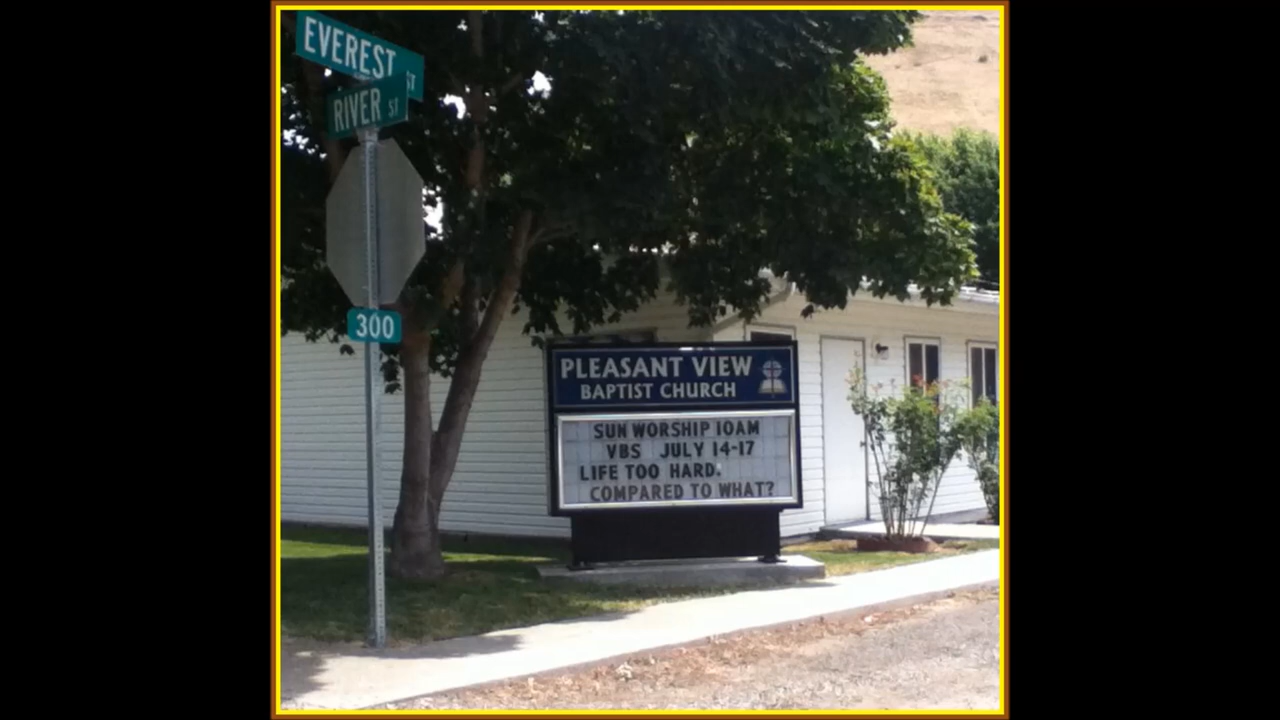 EVEREST ST
RIVER ST
300
PLEASANT VIEW
BAPTIST CHURCH
SUN WORSHIP 10AM
VBS JULY 14-17
LIFE TOO HARD.
COMPARED TO WHAT?